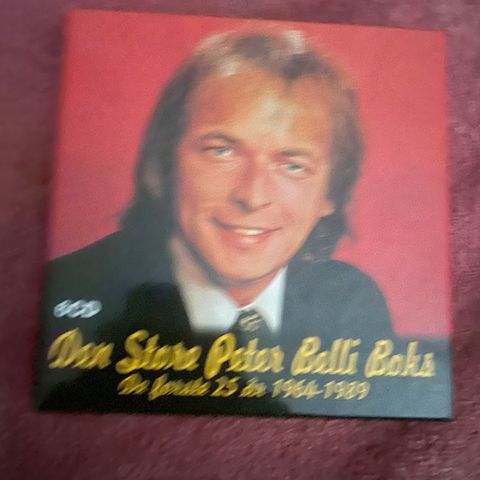 6CD
Den Store Peter Belli Boks
De første 25 år 1964-1989